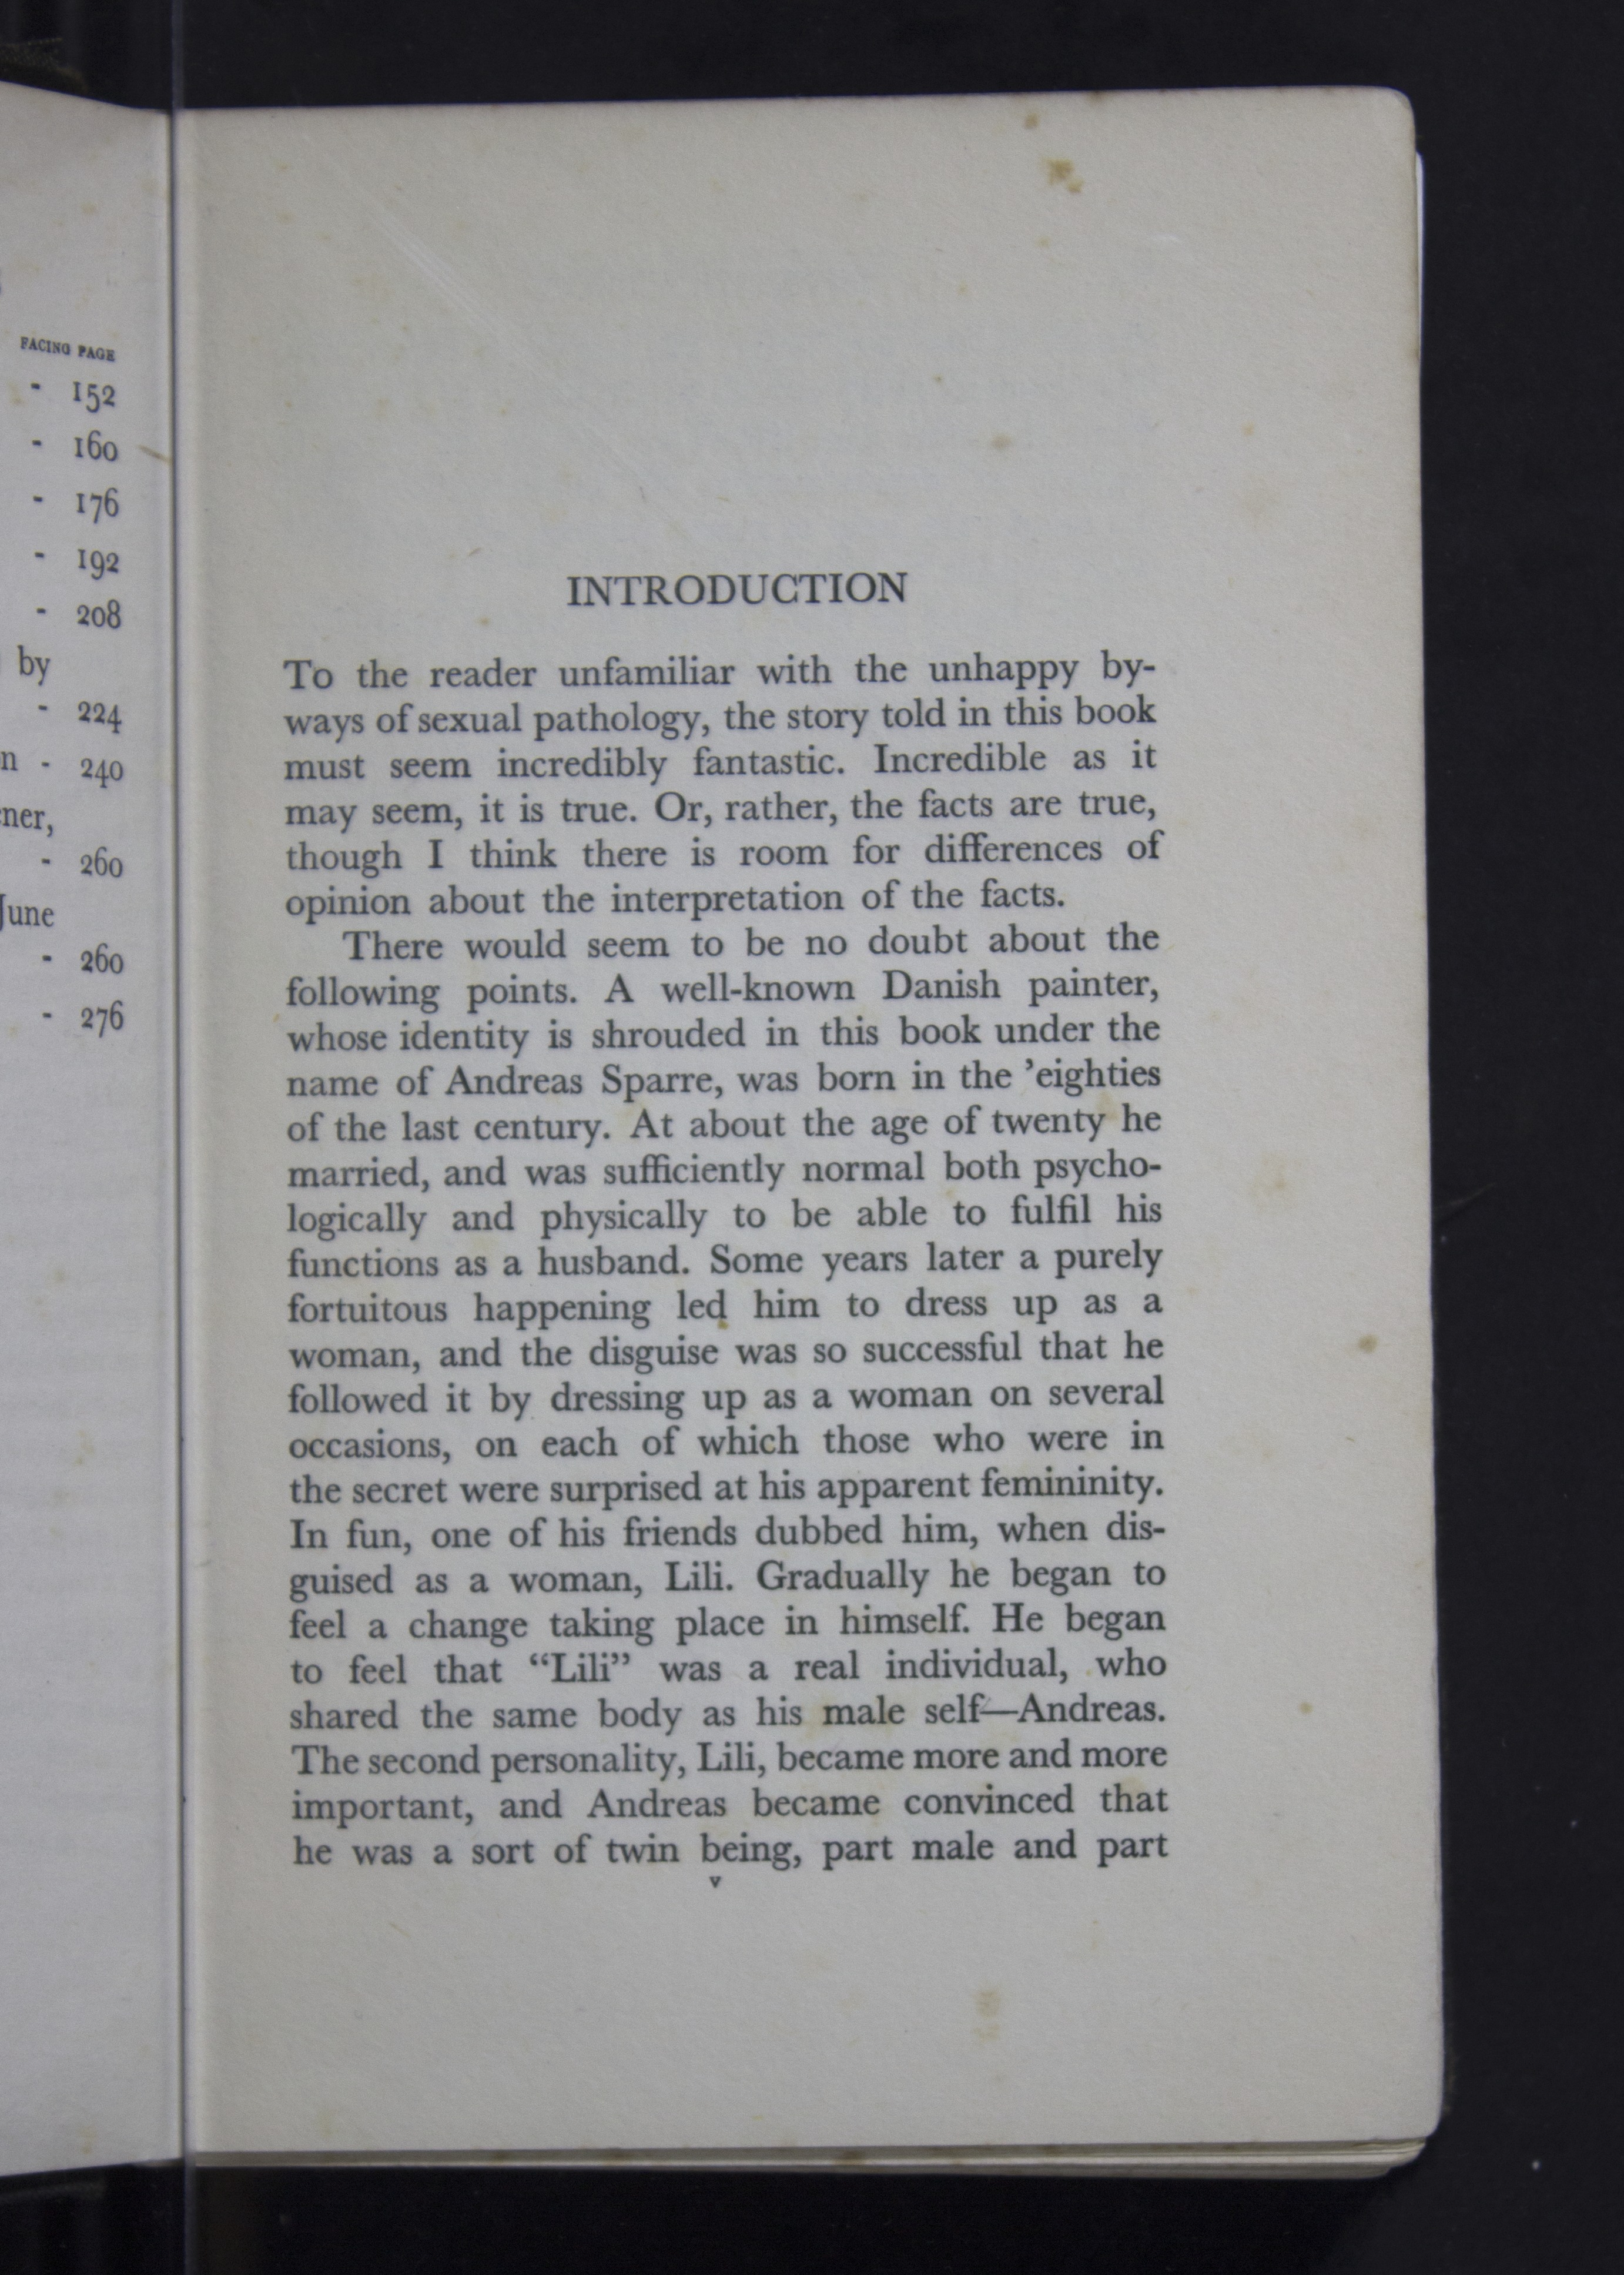 FACING PAGE
- 152
- 160
- 176
- 192
- 208
by
- 224
n - 240
ner,
- 260
June
- 260
- 276
INTRODUCTION
To the reader unfamiliar with the unhappy by-
ways of sexual pathology, the story told in this book
must seem incredibly fantastic. Incredible as it
may seem, it is true. Or, rather, the facts are true,
though I think there is room for differences of
opinion about the interpretation of the facts.
There would seem to be no doubt about the
following points. A well-known Danish painter,
whose identity is shrouded in this book under the
name of Andreas Sparre, was born in the ’eighties
of the last century. At about the age of twenty he
married, and was sufficiently normal both psycho-
logically and physically to be able to fulfil his
functions as a husband. Some years later a purely
fortuitous happening led him to dress up as a
woman, and the disguise was so successful that he
followed it by dressing up as a woman on several
occasions, on each of which those who were in
the secret were surprised at his apparent femininity.
In fun, one of his friends dubbed him, when dis-
guised as a woman, Lili. Gradually he began to
feel a change taking place in himself. He began
to feel that “Lili” was a real individual, who
shared the same body as his male self—Andreas.
The second personality, Lili, became more and more
important, and Andreas became convinced that
he was a sort of twin being, part male and part
v